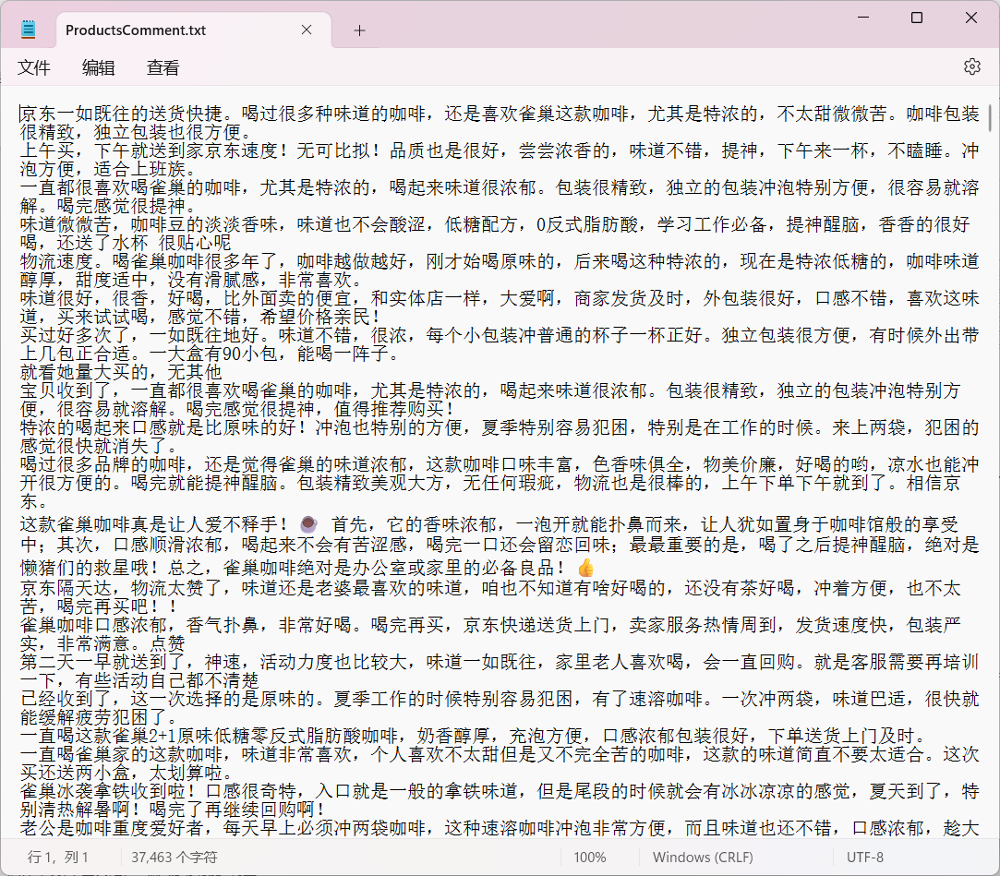 ProductsComment.txt
文件 编辑 查看
京东一如既往的送货快捷。喝过很多种味道的咖啡，还是喜欢雀巢这款咖啡，尤其是特浓的，不太甜微微苦。咖啡包装
很精致，独立包装也很方便。
上午买，下午就送到家京东速度！无可比拟！品质也是很好，尝尝浓香的，味道不错，提神，下午来一杯，不瞌睡。冲
泡方便，适合上班族。
一直都很喜欢喝雀巢的咖啡，尤其是特浓的，喝起来味道很浓郁。包装很精致，独立的包装冲泡特别方便，很容易就溶
解。喝完感觉很提神。
味道微微苦，咖啡豆的淡淡香味，味道也不会酸涩，低糖配方，0反式脂肪酸，学习工作必备，提神醒脑，香香的很好
喝，还送了水杯 很贴心呢
物流速度。喝雀巢咖啡很多年了，咖啡越做越好，刚才始喝原味的，后来喝这种特浓的，现在是特浓低糖的，咖啡味道
醇厚，甜度适中，没有滑腻感，非常喜欢。
味道很好，很香，好喝，比外面卖的便宜，和实体店一样，大爱啊，商家发货及时，外包装很好，口感不错，喜欢这味
道，买来试试喝，感觉不错，希望价格亲民！
买过好多次了，一如既往地好。味道不错，很浓，每个小包装冲普通的杯子一杯正好。独立包装很方便，有时候外出带
上几包正合适。一大盒有90小包，能喝一阵子。
就看她量大买的，无其他
宝贝收到了，一直都很喜欢喝雀巢的咖啡，尤其是特浓的，喝起来味道很浓郁。包装很精致，独立的包装冲泡特别方
便，很容易就溶解。喝完感觉很提神，值得推荐购买！
特浓的喝起来口感就是比原味的好！冲泡也特别的方便，夏季特别容易犯困，特别是在工作的时候。来上两袋，犯困的
感觉很快就消失了。
喝过很多品牌的咖啡，还是觉得雀巢的味道浓郁，这款咖啡口味丰富，色香味俱全，物美价廉，好喝的哟，凉水也能冲
开很方便的。喝完就能提神醒脑。包装精致美观大方，无任何瑕疵，物流也是很棒的，上午下单下午就到了。相信京
东。
这款雀巢咖啡真是让人爱不释手！☕ 首先，它的香味浓郁，一泡开就能扑鼻而来，让人犹如置身于咖啡馆般的享受
中；其次，口感顺滑浓郁，喝起来不会有苦涩感，喝完一口还会留恋回味；最最重要的是，喝了之后提神醒脑，绝对是
懒猪们的救星哦！总之，雀巢咖啡绝对是办公室或家里的必备良品！👍
京东隔天达，物流太赞了，味道还是老婆最喜欢的味道，咱也不知道有啥好喝的，还没有茶好喝，冲着方便，也不太
苦，喝完再买吧！！
雀巢咖啡口感浓郁，香气扑鼻，非常好喝。喝完再买，京东快递送货上门，卖家服务热情周到，发货速度快，包装严
实，非常满意。点赞
第二天一早就送到了，神速，活动力度也比较大，味道一如既往，家里老人喜欢喝，会一直回购。就是客服需要再培训
一下，有些活动自己都不清楚
已经收到了，这一次选择的是原味的。夏季工作的时候特别容易犯困，有了速溶咖啡。一次冲两袋，味道巴适，很快就
能缓解疲劳犯困了。
一直喝这款雀巢2+1原味低糖零反式脂肪酸咖啡，奶香醇厚，充泡方便，口感浓郁包装很好，下单送货上门及时。
一直喝雀巢家的这款咖啡，味道非常喜欢，个人喜欢不太甜但是又不完全苦的咖啡，这款的味道简直不要太适合。这次
买还送两小盒，太划算啦。
雀巢冰袭拿铁收到啦！口感很奇特，入口就是一般的拿铁味道，但是尾段的时候就会有冰冰凉凉的感觉，夏天到了，特
别清热解暑啊！喝完了再继续回购啊！
老公是咖啡重度爱好者，每天早上必须冲两袋咖啡，这种速溶咖啡冲泡非常方便，而且味道也还不错，口感浓郁，趁大
行 1，列 1 37,463 个字符 100% Windows (CRLF) UTF-8